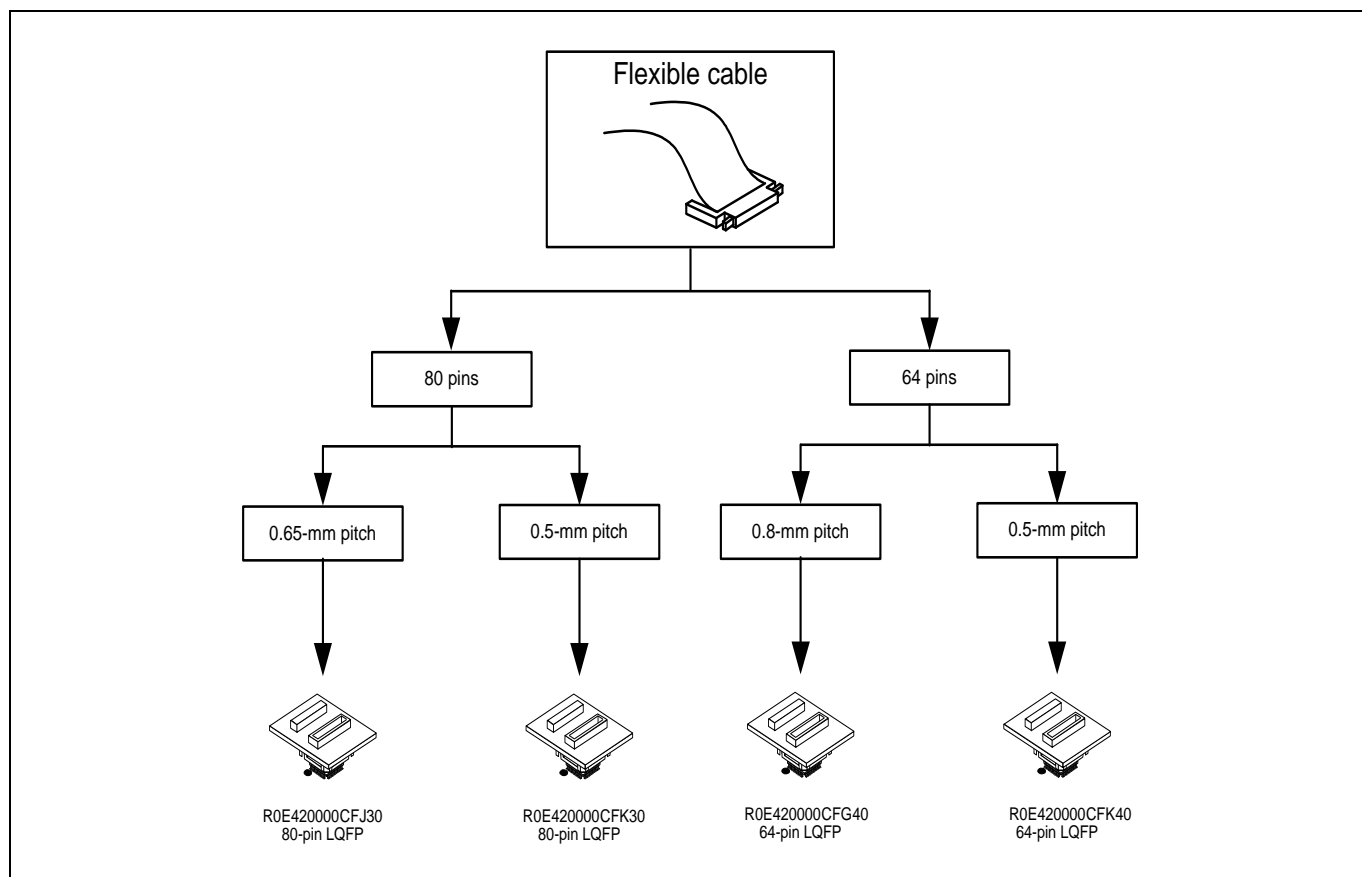 Flexible cable
80 pins
64 pins
0.65-mm pitch
0.5-mm pitch
0.8-mm pitch
0.5-mm pitch
R0E420000CFJ30
80-pin LQFP
R0E420000CFK30
80-pin LQFP
R0E420000CFG40
64-pin LQFP
R0E420000CFK40
64-pin LQFP